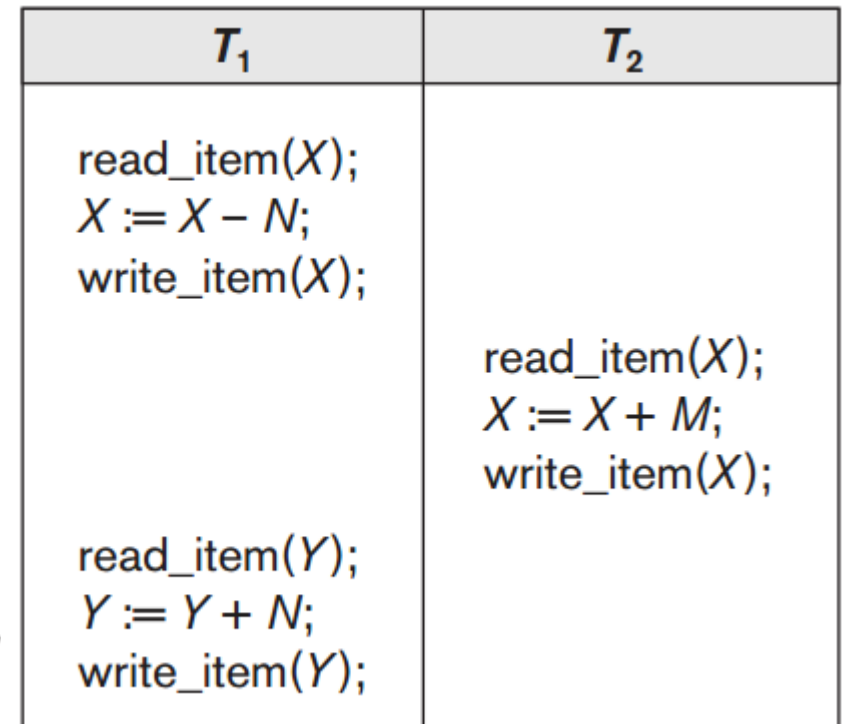 T₁ T₂
read_item(X);
X := X – N;
write_item(X);
read_item(X);
X := X + M;
write_item(X);
read_item(Y);
Y := Y + N;
write_item(Y);